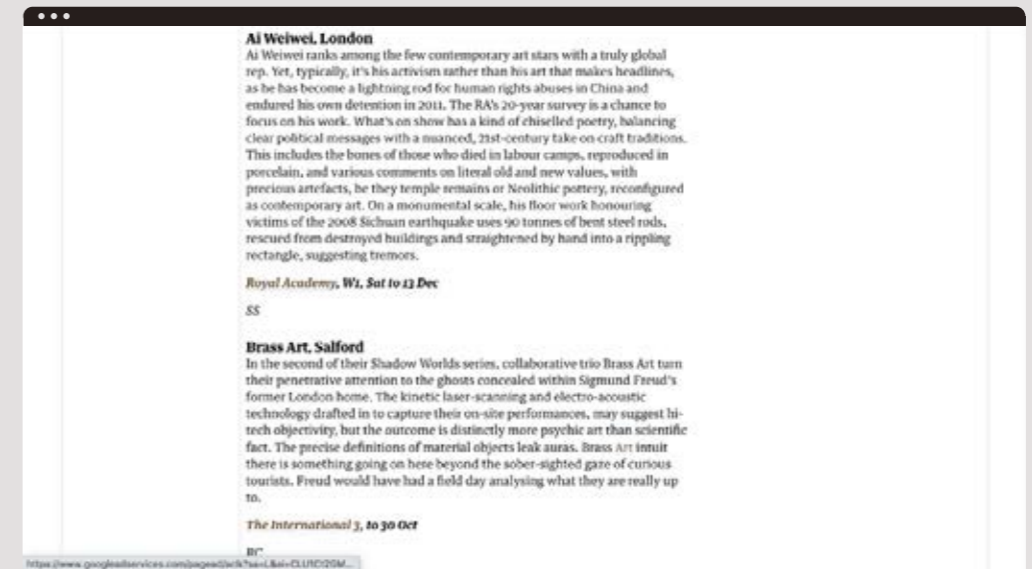 Ai Weiwei, London
Ai Weiwei ranks among the few contemporary art stars with a truly global
rep. Yet, typically, it's his activism rather than his art that makes headlines,
as he has become a lightning rod for human rights abuses in China and
endured his own detention in 2011. The RA's 20-year survey is a chance to
focus on his work. What's on show has a kind of chiselled poetry, balancing
clear political messages with a nuanced, 21st-century take on craft traditions.
This includes the bones of those who died in labour camps, reproduced in
porcelain, and various comments on literal old and new values, with
precious artefacts, be they temple remains or Neolithic pottery, reconfigured
as contemporary art. On a monumental scale, his floor work honouring
victims of the 2008 Sichuan earthquake uses 90 tonnes of bent steel rods,
rescued from destroyed buildings and straightened by hand into a rippling
rectangle, suggesting tremors.
Royal Academy, W1, Sat to 13 Dec
SS
Brass Art, Salford
In the second of their Shadow Worlds series, collaborative trio Brass Art turn
their penetrative attention to the ghosts concealed within Sigmund Freud's
former London home. The kinetic laser-scanning and electro-acoustic
technology drafted in to capture their on-site performances, may suggest hi-
tech objectivity, but the outcome is distinctly more psychic art than scientific
fact. The precise definitions of material objects leak auras. Brass Art intuit
there is something going on here beyond the sober-sighted gaze of curious
tourists. Freud would have had a field day analysing what they are really up
to.
The International 3, to 30 Oct